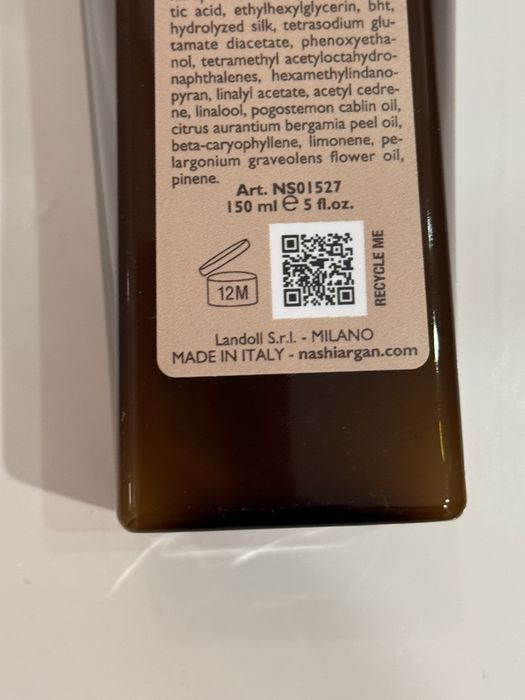 tic acid, ethylhexylglycerin, bht,
hydrolyzed silk, tetrasodium glu-
tamate diacetate, phenoxyetha-
nol, tetramethyl acetyloctahydro-
naphthalenes, hexamethylindano-
pyran, linalyl acetate, acetyl cedre-
ne, linalool, pogostemon cablin oil,
citrus aurantium bergamia peel oil,
beta-caryophyllene, limonene, pe-
largonium graveolens flower oil,
pinene.
Art. NS01527
150 ml ℮ 5 fl.oz.
12M
RECYCLE ME
Landoll S.r.l. - MILANO
MADE IN ITALY - nashiargan.com